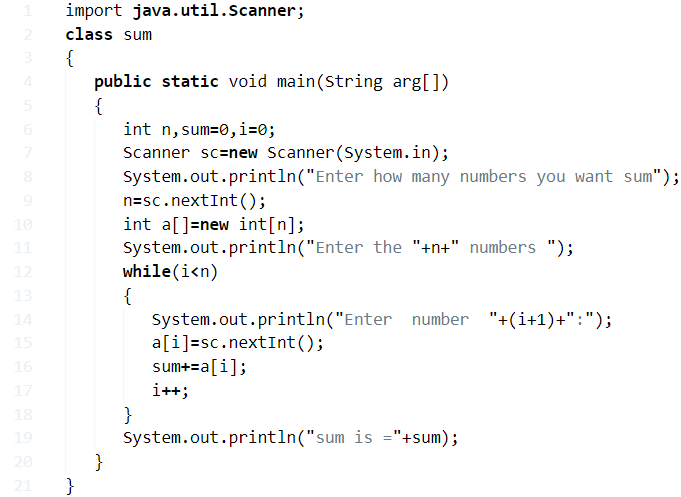 1 import java.util.Scanner;
2 class sum
3 {
4 public static void main(String arg[])
5 {
6 int n,sum=0,i=0;
7 Scanner sc=new Scanner(System.in);
8 System.out.println("Enter how many numbers you want sum");
9 n=sc.nextInt();
10 int a[]=new int[n];
11 System.out.println("Enter the "+n+" numbers ");
12 while(i<n)
13 {
14 System.out.println("Enter  number  "+(i+1)+":");
15 a[i]=sc.nextInt();
16 sum+=a[i];
17 i++;
18 }
19 System.out.println("sum is ="+sum);
20 }
21 }